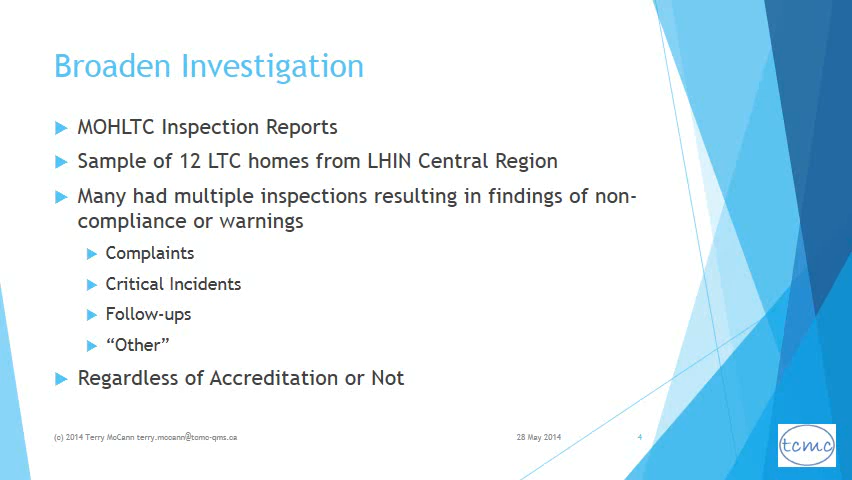 Broaden Investigation
MOHLTC Inspection Reports
Sample of 12 LTC homes from LHIN Central Region
Many had multiple inspections resulting in findings of non-
compliance or warnings
Complaints
Critical Incidents
Follow-ups
“Other”
Regardless of Accreditation or Not
(c) 2014 Terry McCann terry.mccann@tcmc-qms.ca
28 May 2014
4
tcmc